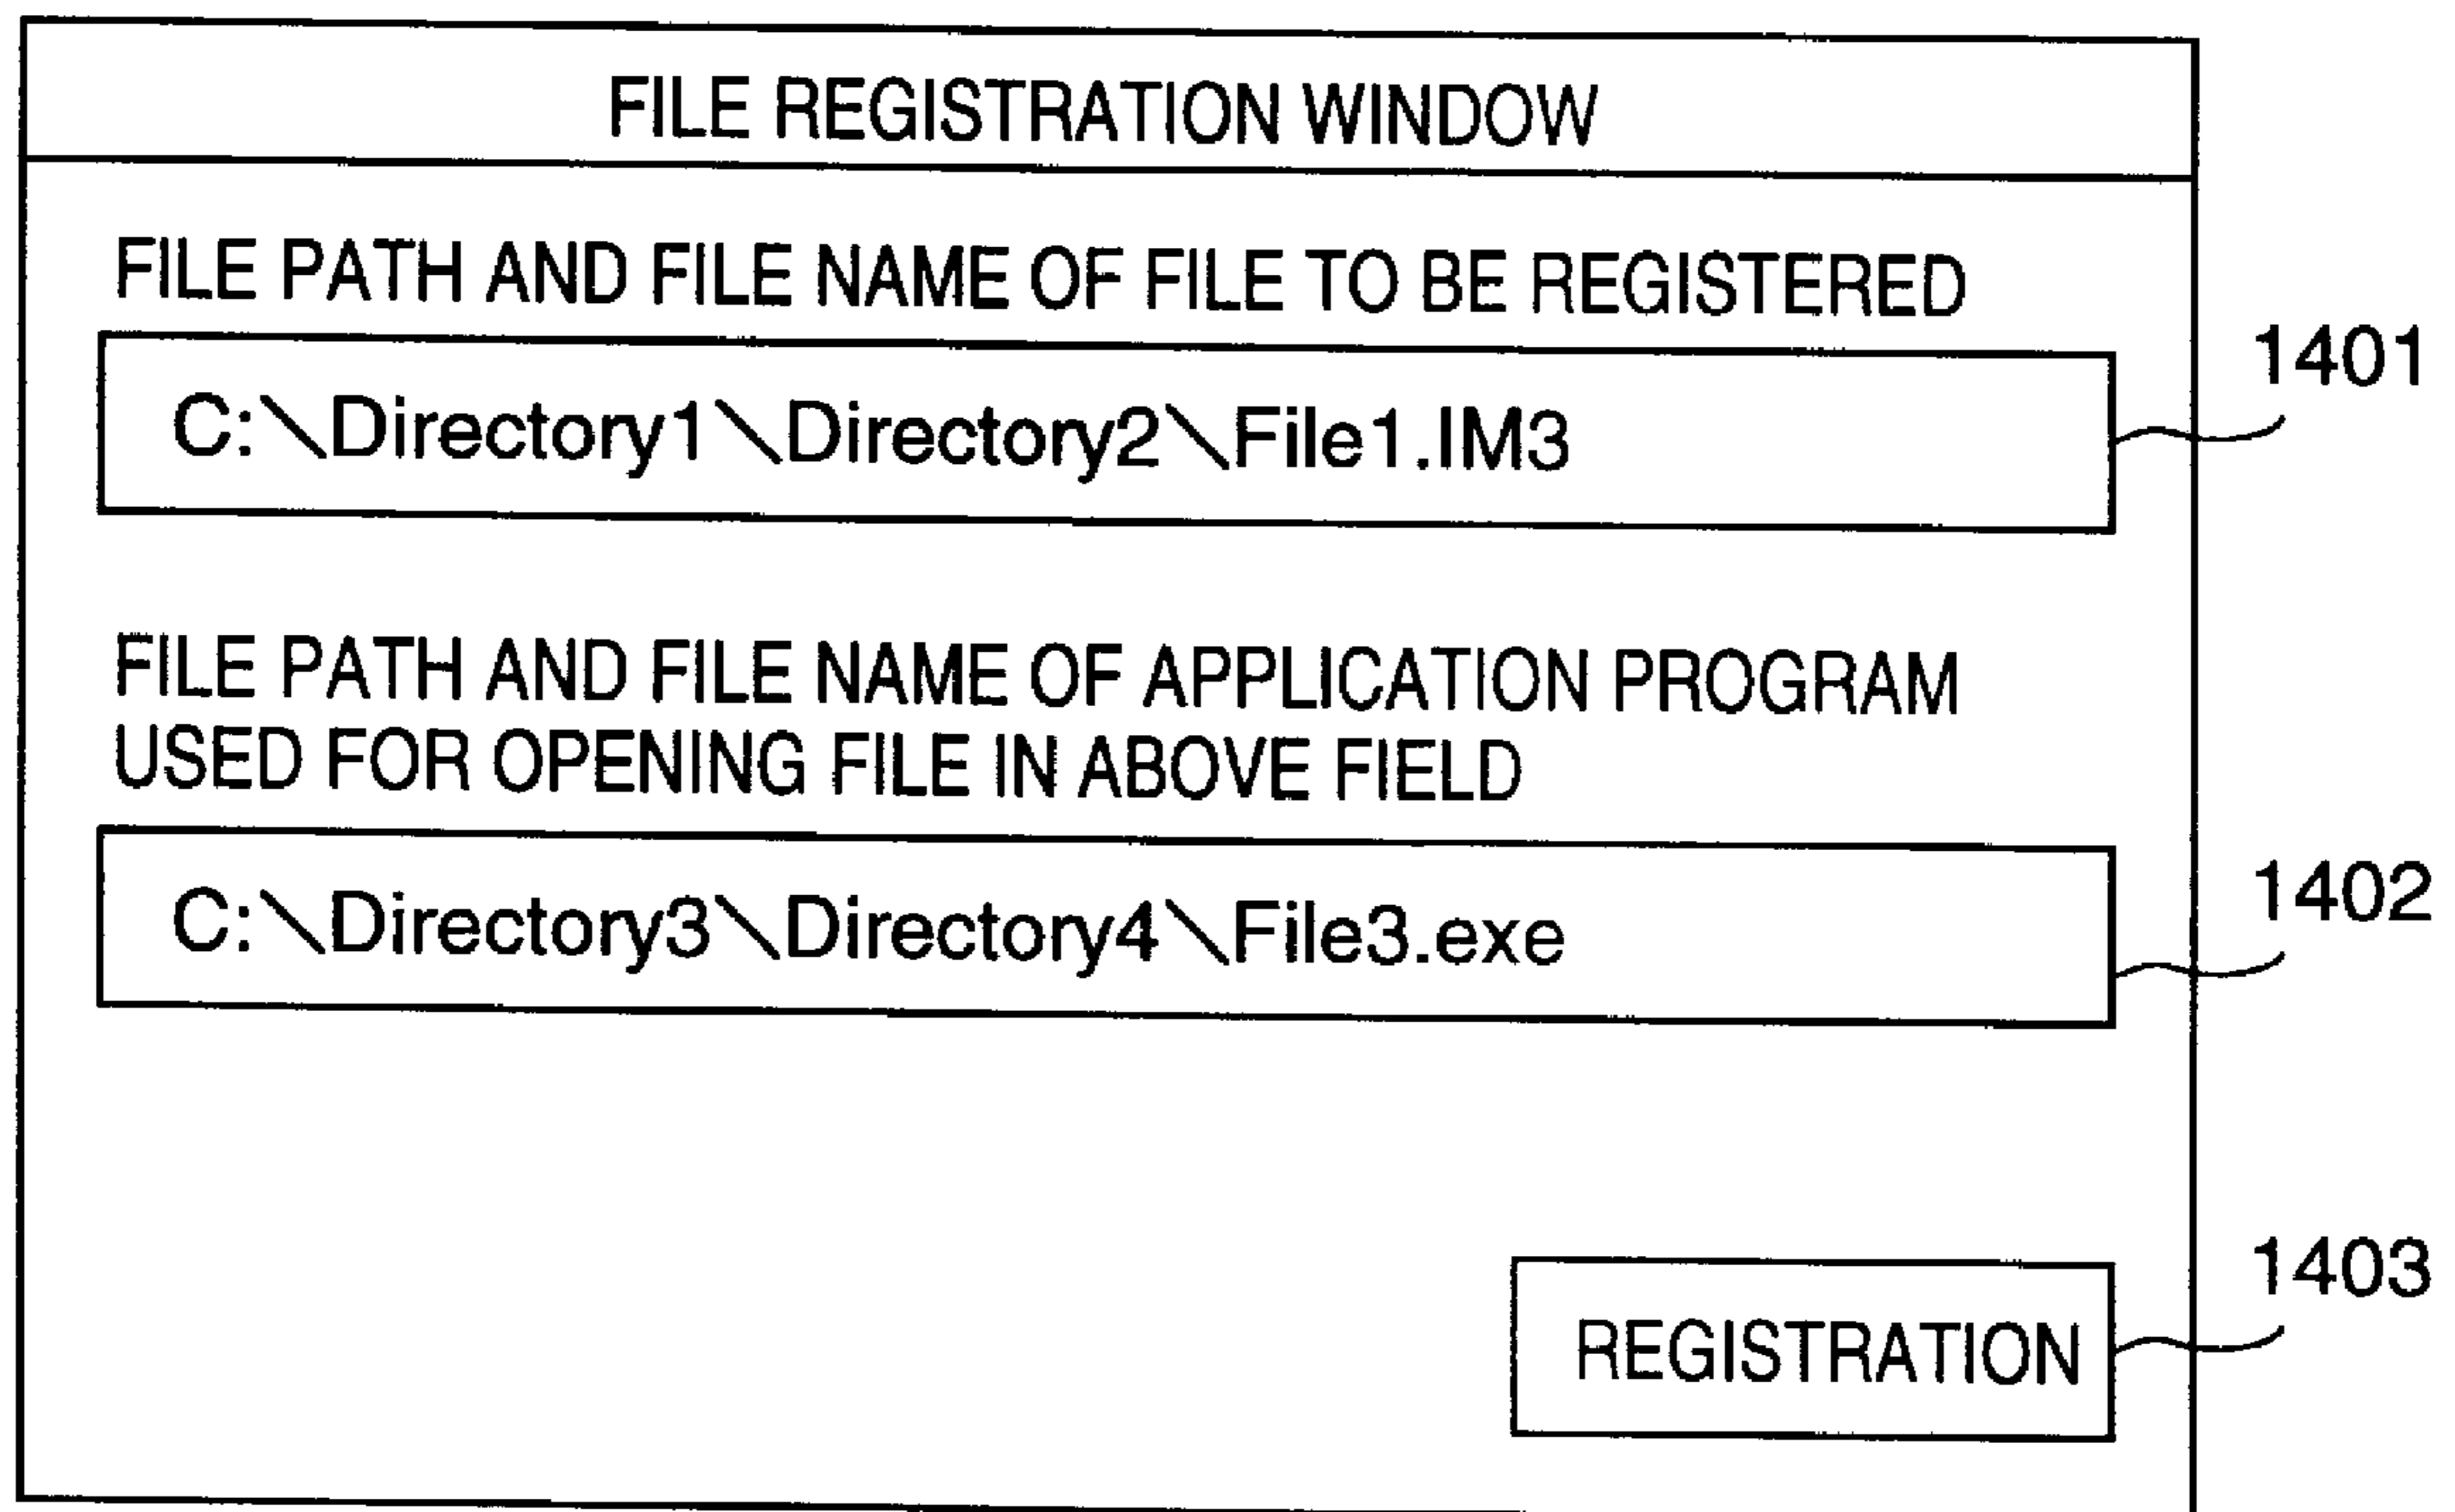 FILE REGISTRATION WINDOW
FILE PATH AND FILE NAME OF FILE TO BE REGISTERED
1401
C:\Directory1\Directory2\File1.IM3
FILE PATH AND FILE NAME OF APPLICATION PROGRAM
USED FOR OPENING FILE IN ABOVE FIELD
1402
C:\Directory3\Directory4\File3.exe
1403
REGISTRATION